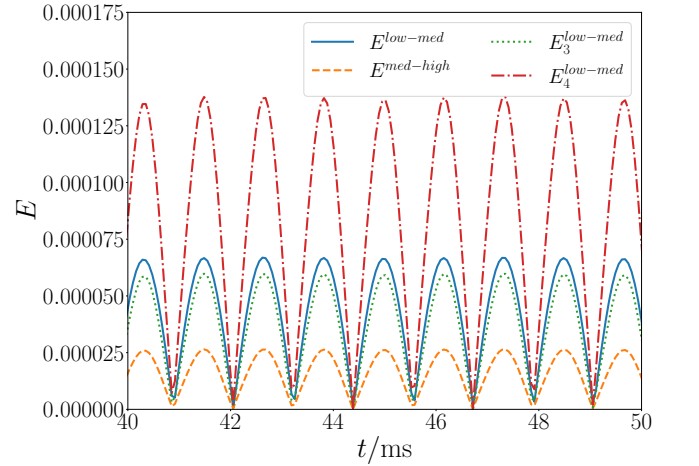 0.000175
0.000150
0.000125
0.000100
0.000075
0.000050
0.000025
0.000000
E
E^{low−med}
E^{med−high}
E_3^{low−med}
E_4^{low−med}
40 42 44 46 48 50
t/ms